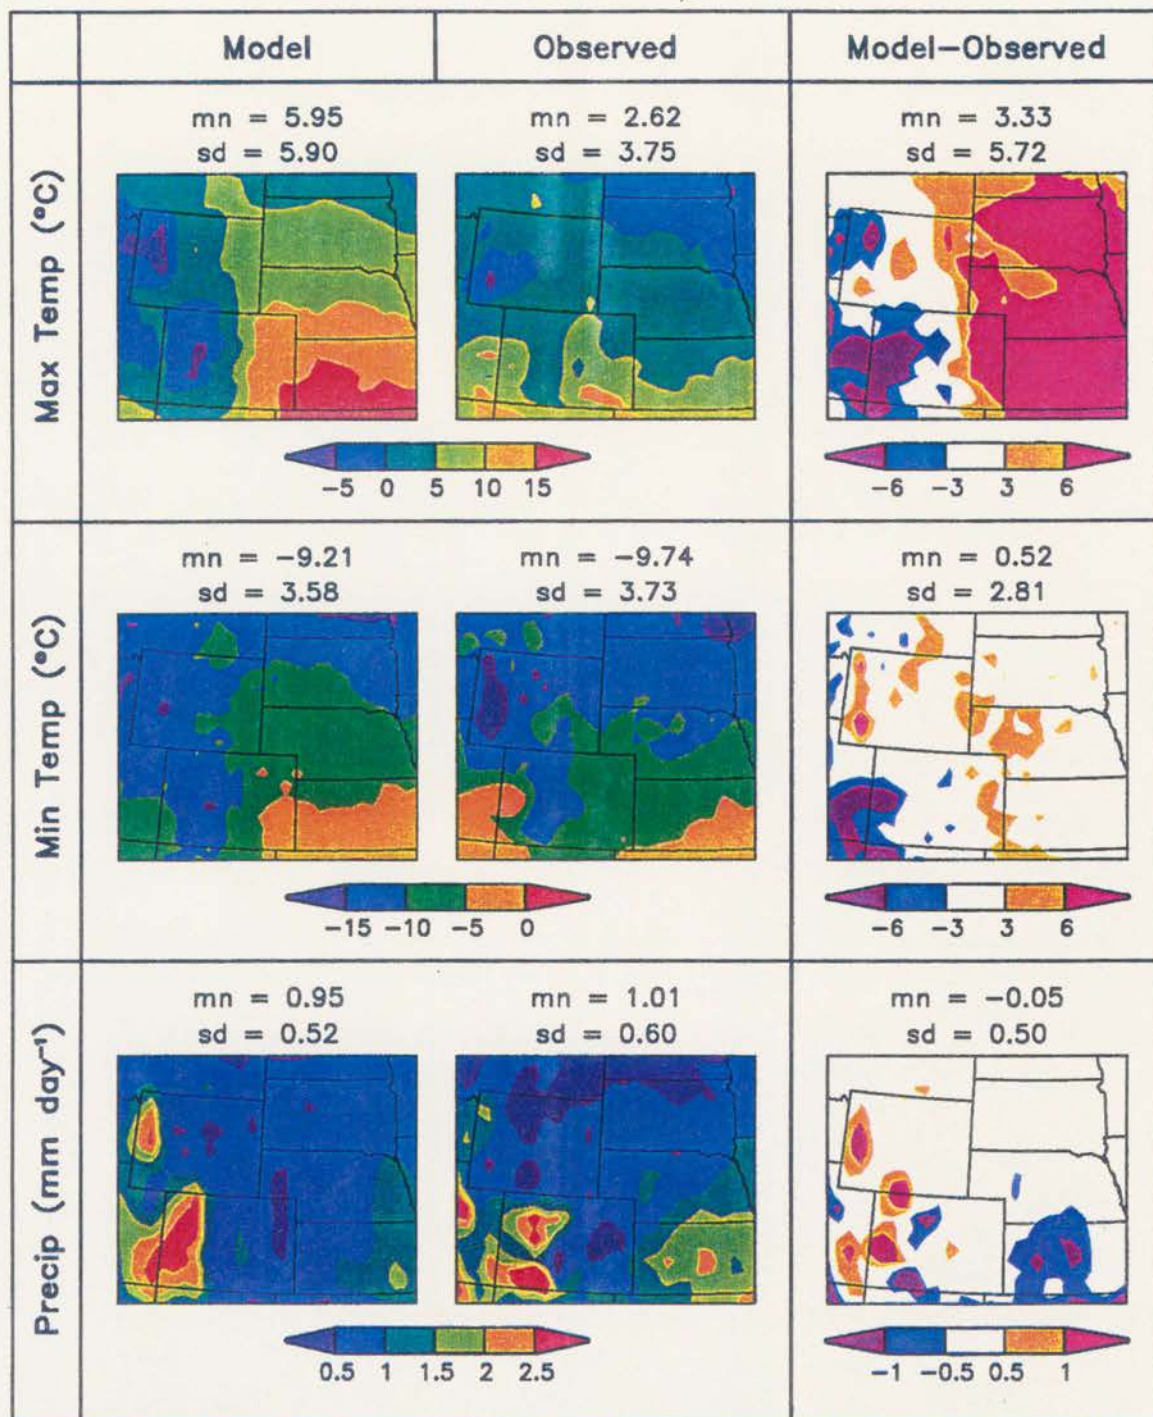 Model Observed Model-Observed
Max Temp (°C)
mn = 5.95 mn = 2.62 mn = 3.33
sd = 5.90 sd = 3.75 sd = 5.72
-5 0 5 10 15 -6 -3 3 6
Min Temp (°C)
mn = -9.21 mn = -9.74 mn = 0.52
sd = 3.58 sd = 3.73 sd = 2.81
-15 -10 -5 0 -6 -3 3 6
Precip (mm day⁻¹)
mn = 0.95 mn = 1.01 mn = -0.05
sd = 0.52 sd = 0.60 sd = 0.50
0.5 1 1.5 2 2.5 -1 -0.5 0.5 1